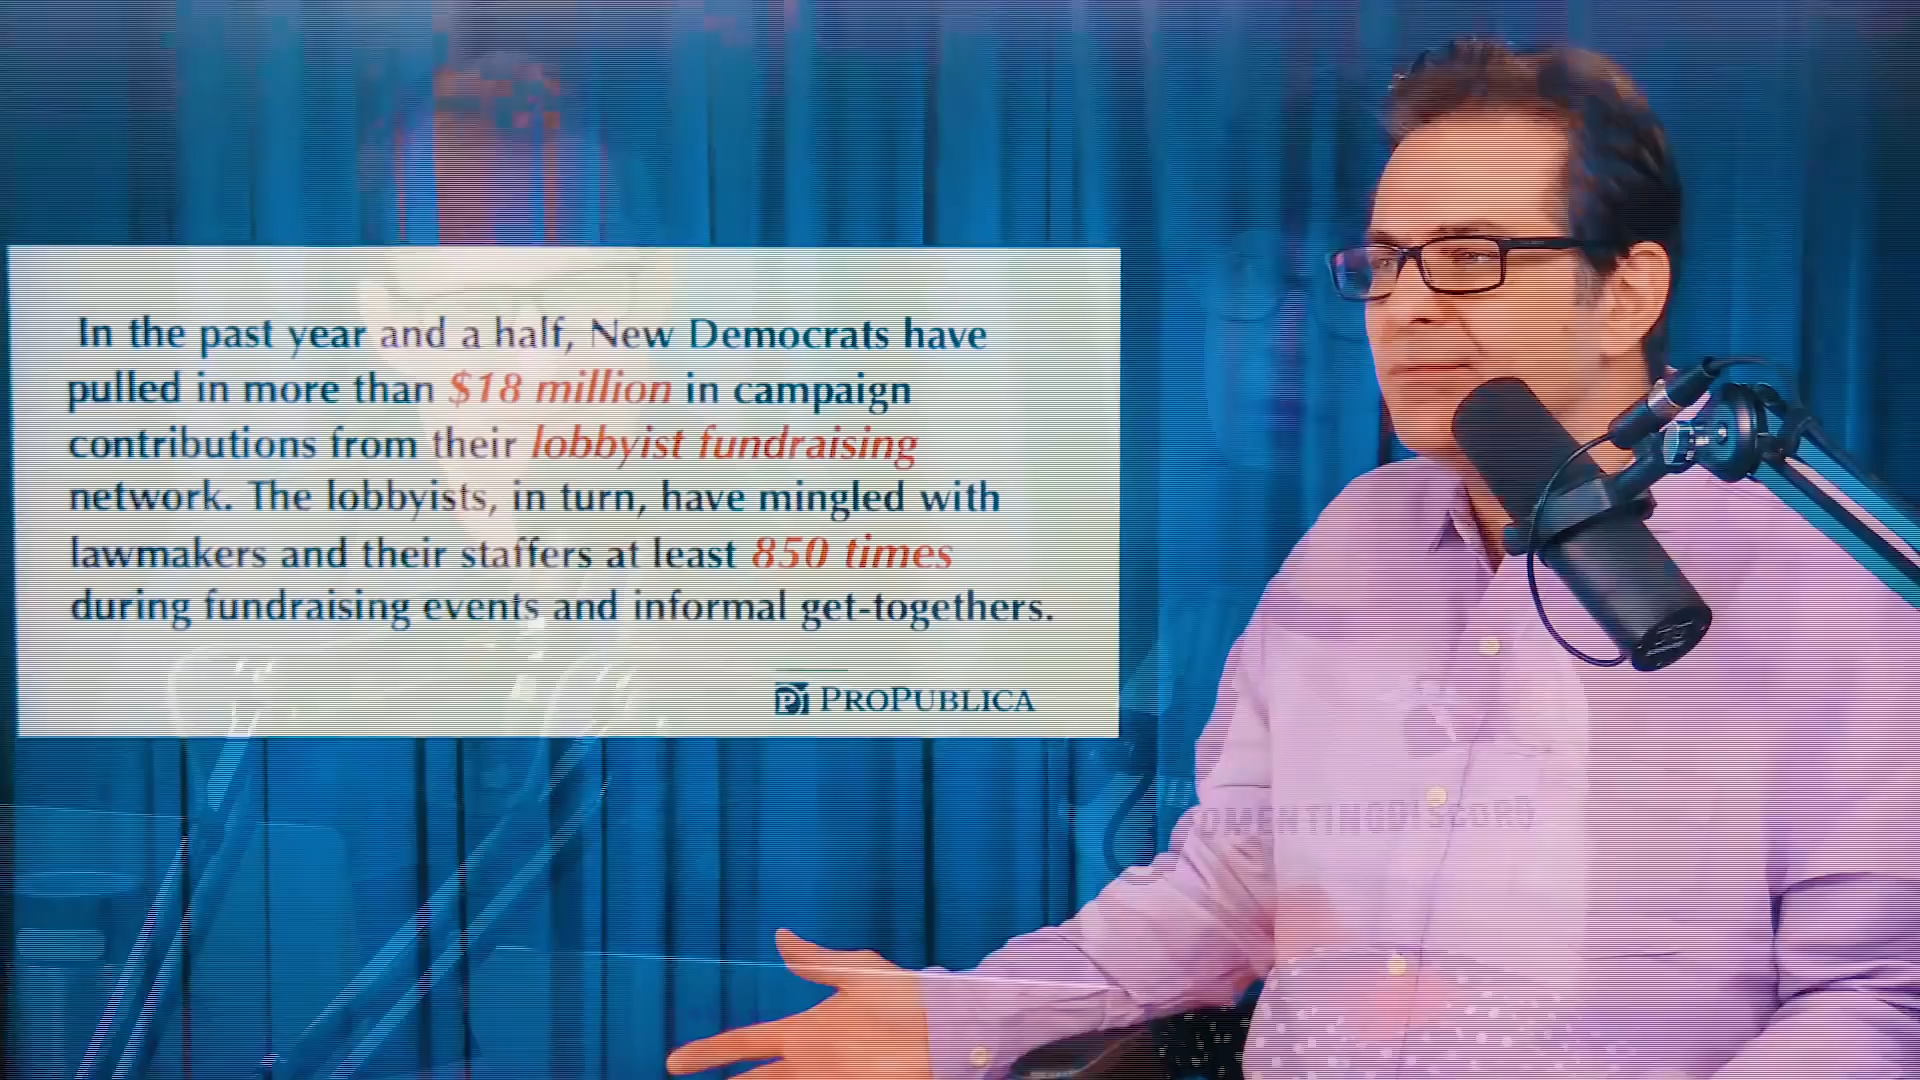 In the past year and a half, New Democrats have
pulled in more than $18 million in campaign
contributions from their lobbyist fundraising
network. The lobbyists, in turn, have mingled with
lawmakers and their staffers at least 850 times
during fundraising events and informal get-togethers.
PROPUBLICA
OMENTINGDISCORD